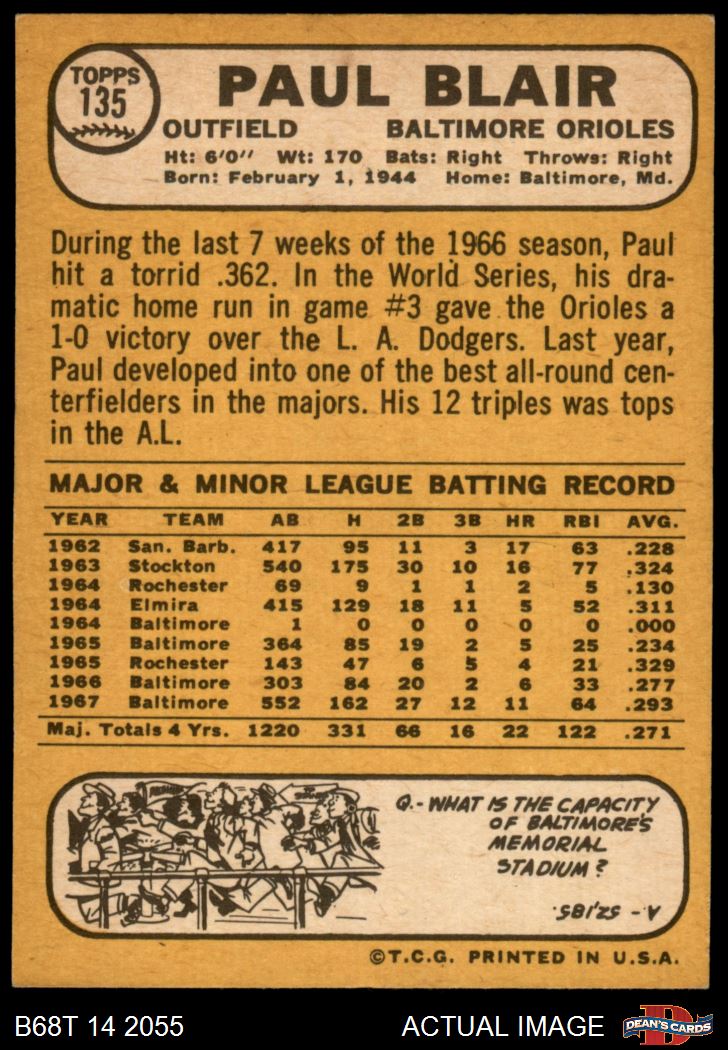 TOPPS
135
PAUL BLAIR
OUTFIELD BALTIMORE ORIOLES
Ht: 6'0" Wt: 170 Bats: Right Throws: Right
Born: February 1, 1944 Home: Baltimore, Md.
During the last 7 weeks of the 1966 season, Paul
hit a torrid .362. In the World Series, his dra-
matic home run in game #3 gave the Orioles a
1-0 victory over the L. A. Dodgers. Last year,
Paul developed into one of the best all-round cen-
terfielders in the majors. His 12 triples was tops
in the A.L.
MAJOR & MINOR LEAGUE BATTING RECORD
YEAR TEAM AB H 2B 3B HR RBI AVG.
1962 San. Barb. 417 95 11 3 17 63 .228
1963 Stockton 540 175 30 10 16 77 .324
1964 Rochester 69 9 1 1 2 5 .130
1964 Elmira 415 129 18 11 5 52 .311
1964 Baltimore 1 0 0 0 0 0 .000
1965 Baltimore 364 85 19 2 5 25 .234
1965 Rochester 143 47 6 5 4 21 .329
1966 Baltimore 303 84 20 2 6 33 .277
1967 Baltimore 552 162 27 12 11 64 .293
Maj. Totals 4 Yrs. 1220 331 66 16 22 122 .271
Q.- WHAT IS THE CAPACITY
OF BALTIMORE'S
MEMORIAL
STADIUM?
A.- 52,185.
©T.C.G. PRINTED IN U.S.A.
B68T 14 2055 ACTUAL IMAGE
D
DEAN'S CARDS